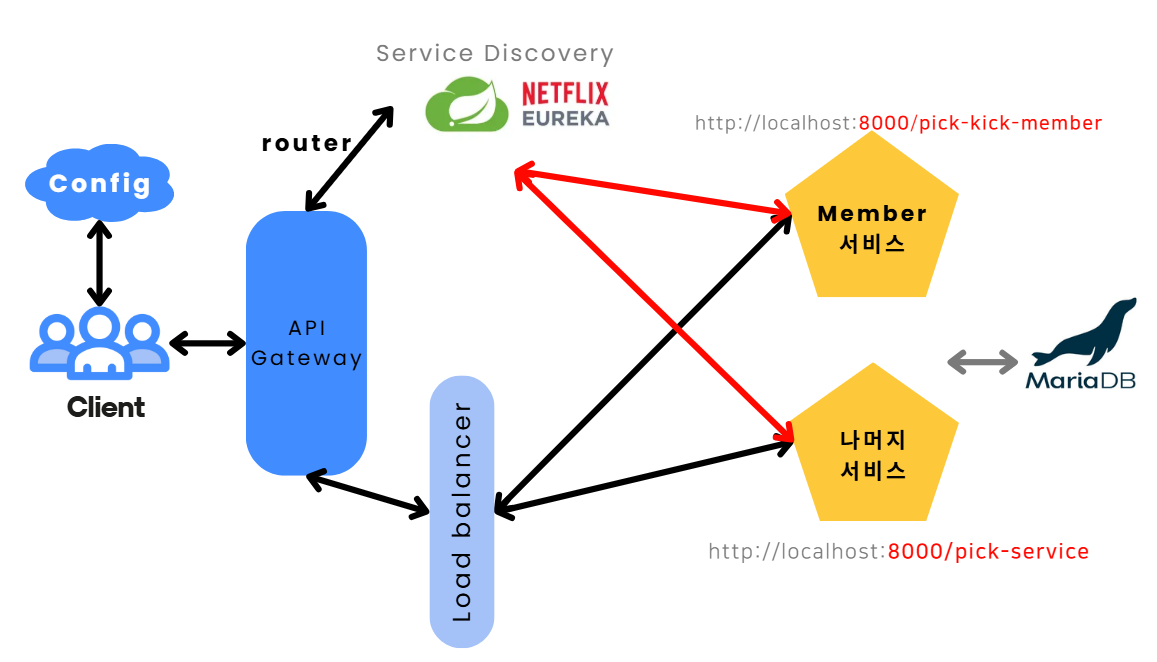 Service Discovery
NETFLIX
EUREKA
router
http://localhost:8000/pick-kick-member
Config
Member
서비스
API
Gateway
Client
Load balancer
MariaDB
나머지
서비스
http://localhost:8000/pick-service